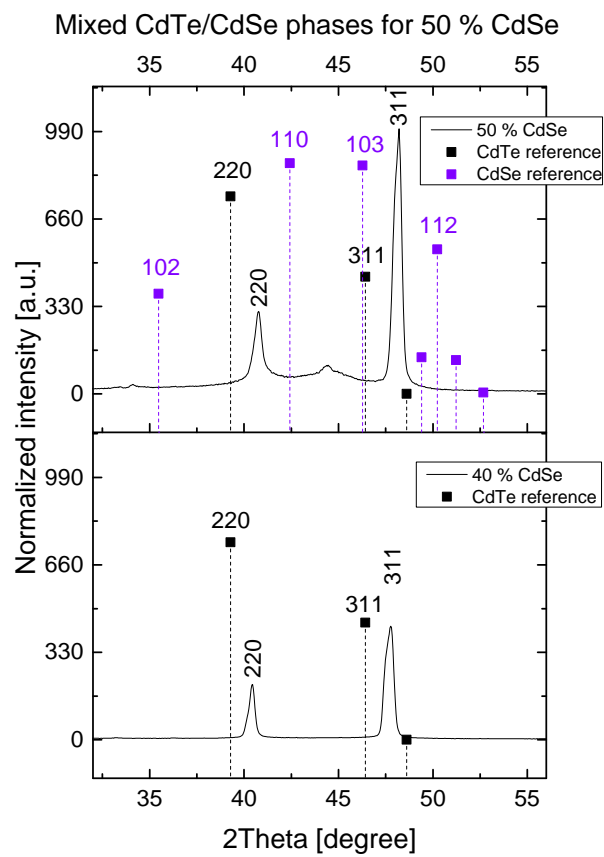 Mixed CdTe/CdSe phases for 50 % CdSe
35 40 45 50 55
990
660
330
0
50 % CdSe
CdTe reference
CdSe reference
102
220
220
110
103
311
311
112
Normalized intensity [a.u.]
990
660
330
0
40 % CdSe
CdTe reference
220
220
311
311
35 40 45 50 55
2Theta [degree]